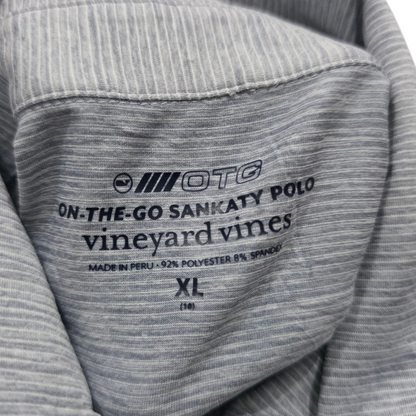 OTG
ON-THE-GO SANKATY POLO
vineyard vines
MADE IN PERU · 92% POLYESTER 8% SPANDEX
XL
(18)